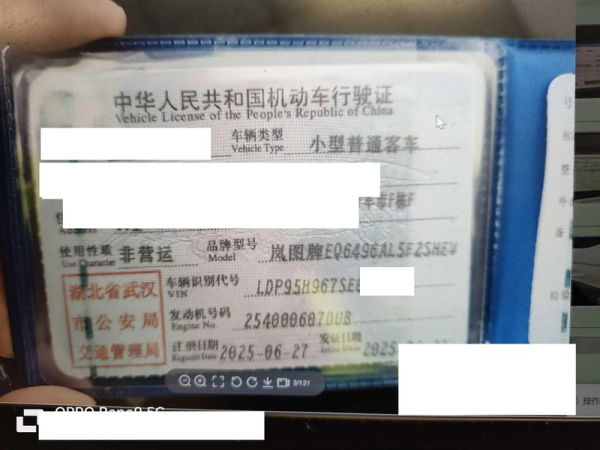 中华人民共和国机动车行驶证
Vehicle License of the People's Republic of China
车辆类型 小型普通客车
Vehicle Type
使用性质 非营运 品牌型号 岚图牌EQ6496AL5F2SHEV
Use Character Model
湖北省武汉
市公安局
交通管理局
车辆识别代号 LDP95H967SE
VIN
发动机号码 254000607DUB
Engine No.
注册日期 2025-06-27 发证日期 2025
Register Date Issue Date
3/131